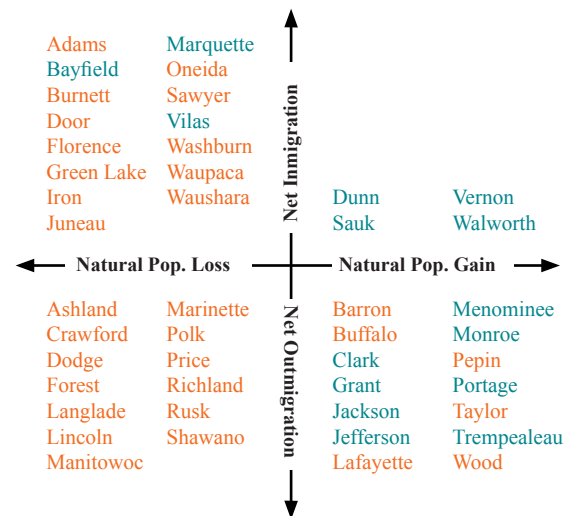 Adams
Bayfield
Burnett
Door
Florence
Green Lake
Iron
Juneau
Marquette
Oneida
Sawyer
Vilas
Washburn
Waupaca
Waushara
Net Inmigration
Dunn
Sauk
Vernon
Walworth
Natural Pop. Loss
Natural Pop. Gain
Ashland
Crawford
Dodge
Forest
Langlade
Lincoln
Manitowoc
Marinette
Polk
Price
Richland
Rusk
Shawano
Net Outmigration
Barron
Buffalo
Clark
Grant
Jackson
Jefferson
Lafayette
Menominee
Monroe
Pepin
Portage
Taylor
Trempealeau
Wood